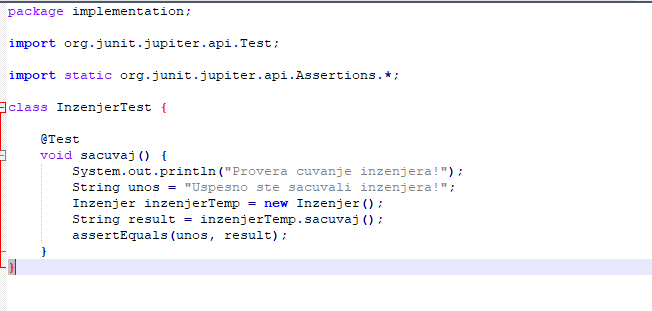 package implementation;
import org.junit.jupiter.api.Test;
import static org.junit.jupiter.api.Assertions.*;
class InzenjerTest {
@Test
void sacuvaj() {
System.out.println("Provera cuvanje inzenjera!");
String unos = "Uspesno ste sacuvali inzenjera!";
Inzenjer inzenjerTemp = new Inzenjer();
String result = inzenjerTemp.sacuvaj();
assertEquals(unos, result);
}
}